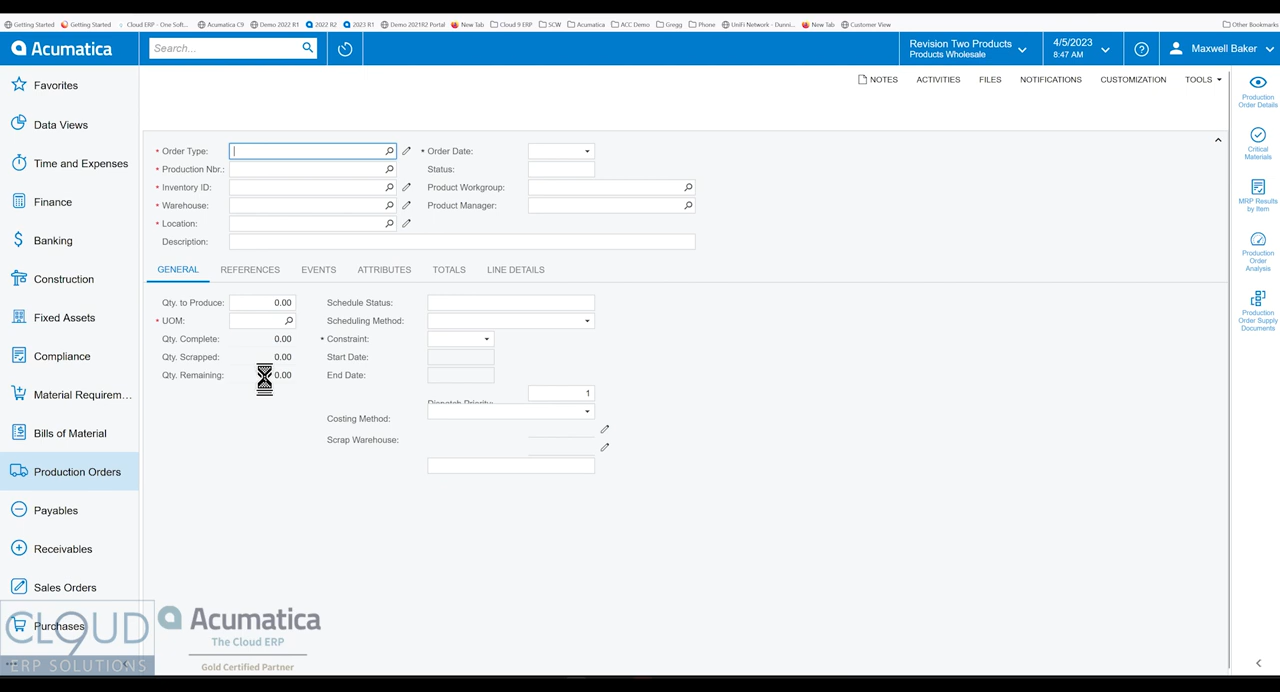 Getting Started Getting Started Cloud ERP - One Soft... Acumatica C9 Demo 2022 R1 2022 R2 2023 R1 Demo 2021R2 Portal New Tab Cloud 9 ERP SCW Acumatica ACC Demo Gregg Phone UniFi Network - Dunni... New Tab Customer View Other Bookmarks
Acumatica
Search...
Revision Two Products
Products Wholesale
4/5/2023
8:47 AM
?
Maxwell Baker
NOTES ACTIVITIES FILES NOTIFICATIONS CUSTOMIZATION TOOLS
Favorites
Data Views
Time and Expenses
Finance
Banking
Construction
Fixed Assets
Compliance
Material Requirem...
Bills of Material
Production Orders
Payables
Receivables
Sales Orders
Purchases
* Order Type:
* Production Nbr.:
* Inventory ID:
* Warehouse:
* Location:
Description:
* Order Date:
Status:
Product Workgroup:
Product Manager:
GENERAL REFERENCES EVENTS ATTRIBUTES TOTALS LINE DETAILS
Qty. to Produce: 0.00
* UOM:
Qty. Complete: 0.00
Qty. Scrapped: 0.00
Qty. Remaining: 0.00
Schedule Status:
Scheduling Method:
* Constraint:
Start Date:
End Date:
1
Dispatch Priority:
Costing Method:
Scrap Warehouse:
Production
Order Details
Critical
Materials
MRP Results
by Item
Production
Order
Analysis
Production
Order Supply
Documents
CLOUD 9
ERP SOLUTIONS
Acumatica
The Cloud ERP
Gold Certified Partner